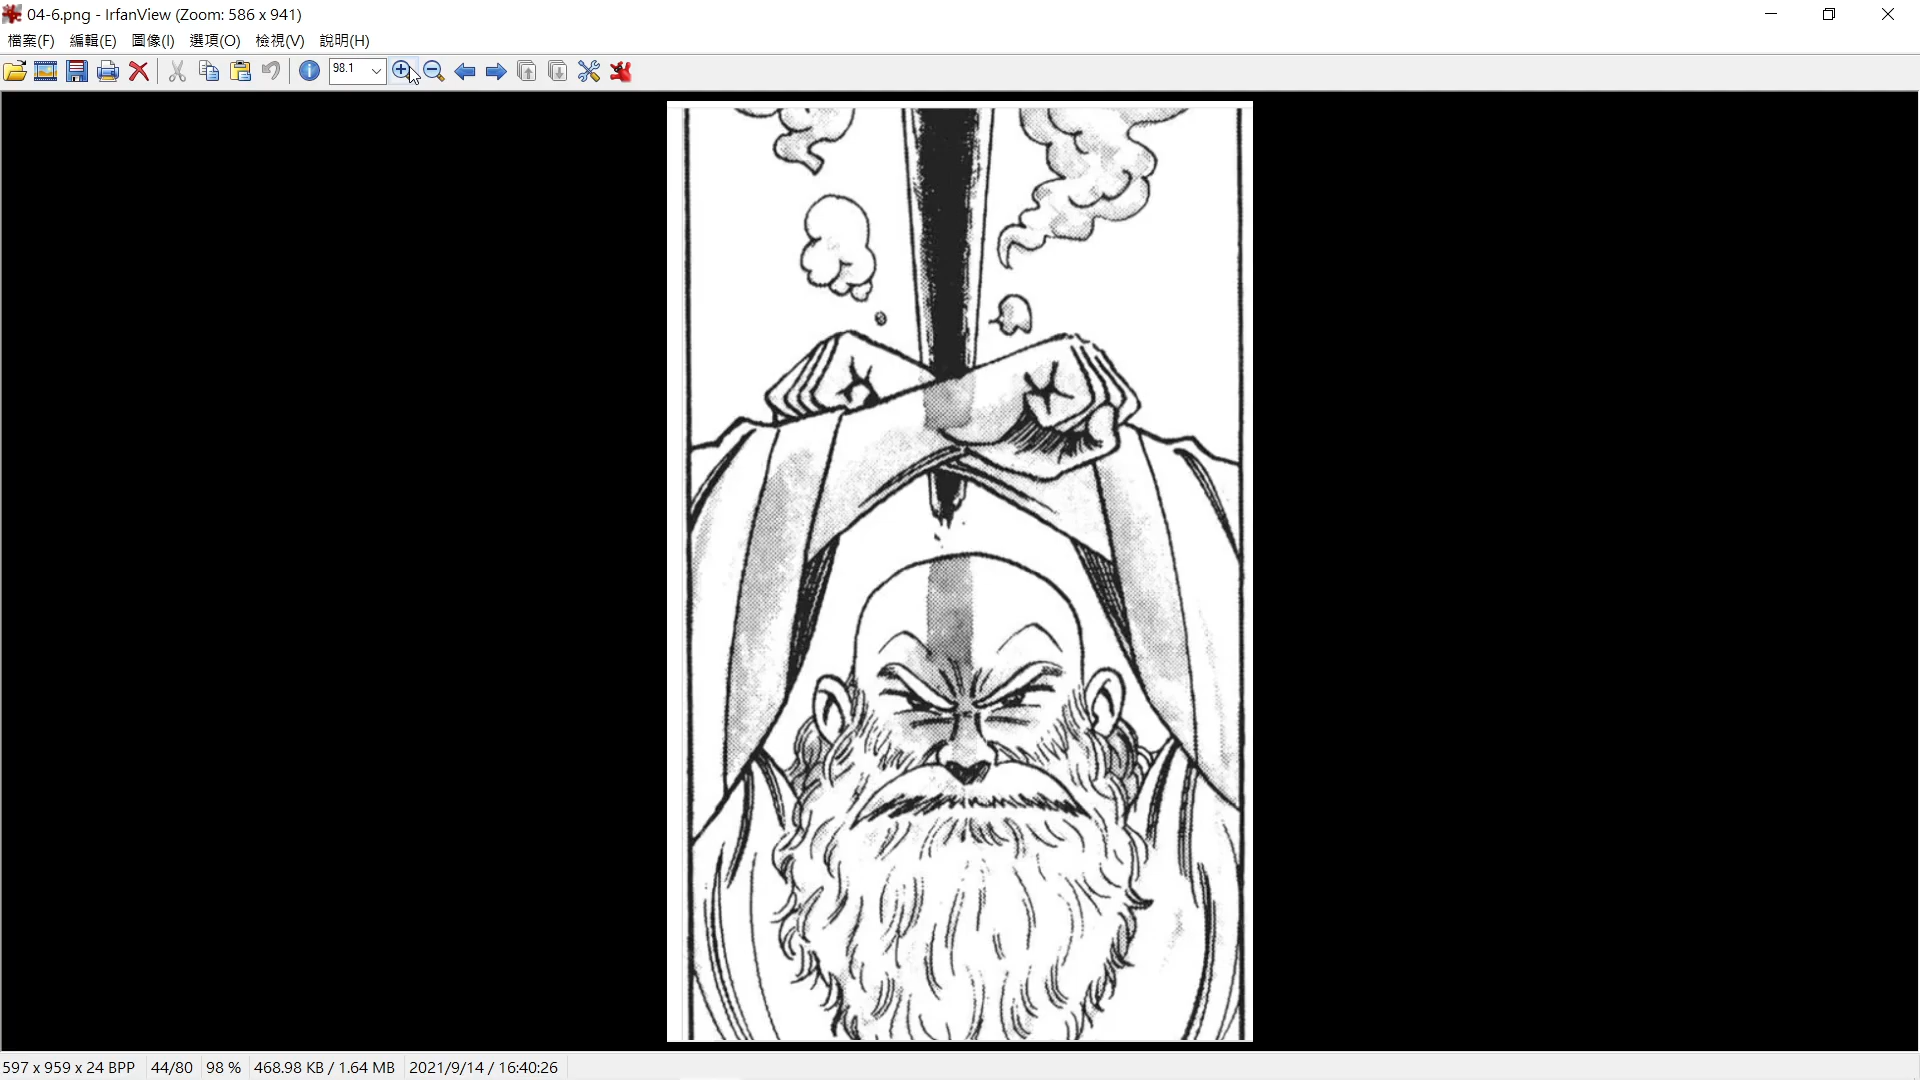 04-6.png - IrfanView (Zoom: 586 x 941)
檔案(F) 編輯(E) 圖像(I) 選項(O) 檢視(V) 說明(H)
98.1
597 x 959 x 24 BPP 44/80 98 % 468.98 KB / 1.64 MB 2021/9/14 / 16:40:26